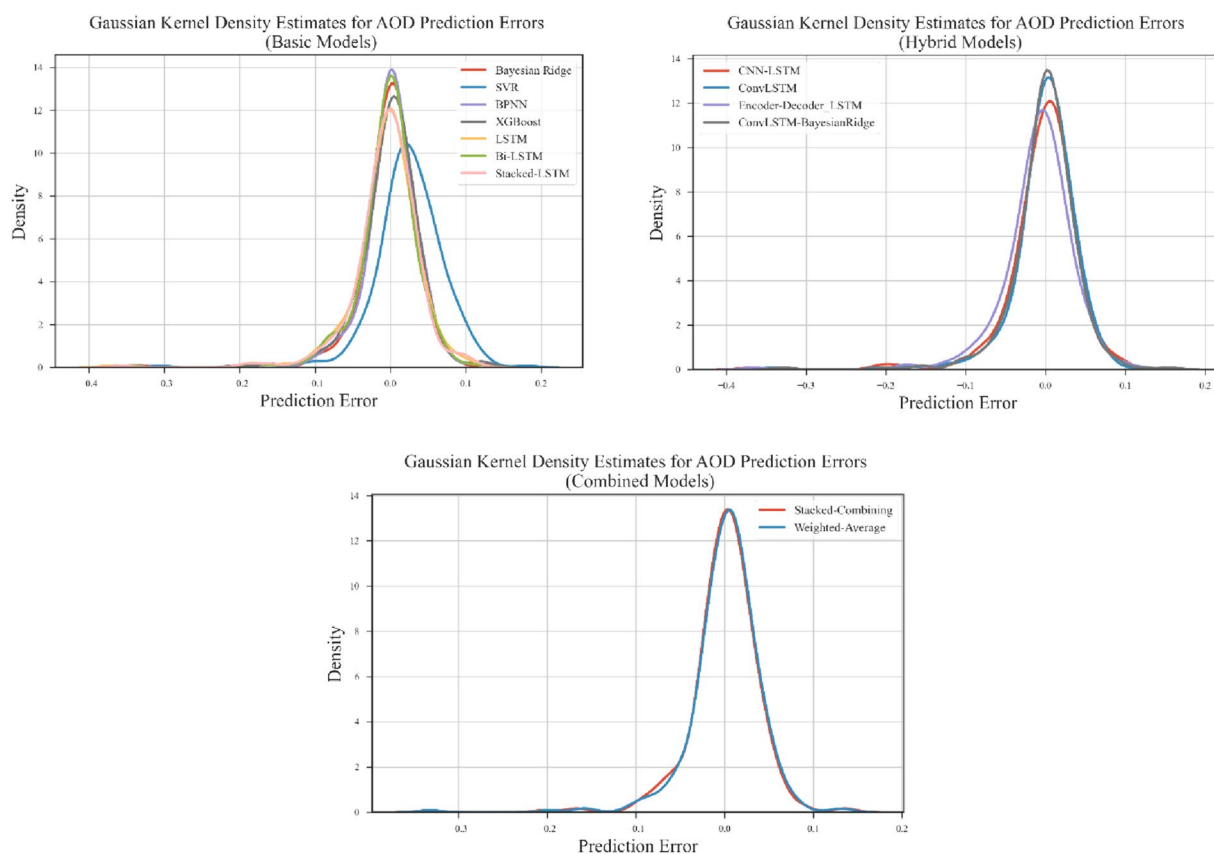 Gaussian Kernel Density Estimates for AOD Prediction Errors
(Basic Models)
14
12
10
8
6
4
2
0
Density
Bayesian Ridge
SVR
BPNN
XGBoost
LSTM
Bi-LSTM
Stacked-LSTM
0.4 0.3 0.2 0.1 0.0 0.1 0.2
Prediction Error
Gaussian Kernel Density Estimates for AOD Prediction Errors
(Hybrid Models)
14
12
10
8
6
4
2
0
Density
CNN-LSTM
ConvLSTM
Encoder-Decoder_LSTM
ConvLSTM-BayesianRidge
−0.4 −0.3 −0.2 −0.1 0.0 0.1 0.2
Prediction Error
Gaussian Kernel Density Estimates for AOD Prediction Errors
(Combined Models)
14
12
10
8
6
4
2
0
Density
Stacked-Combining
Weighted-Average
0.3 0.2 0.1 0.0 0.1 0.2
Prediction Error